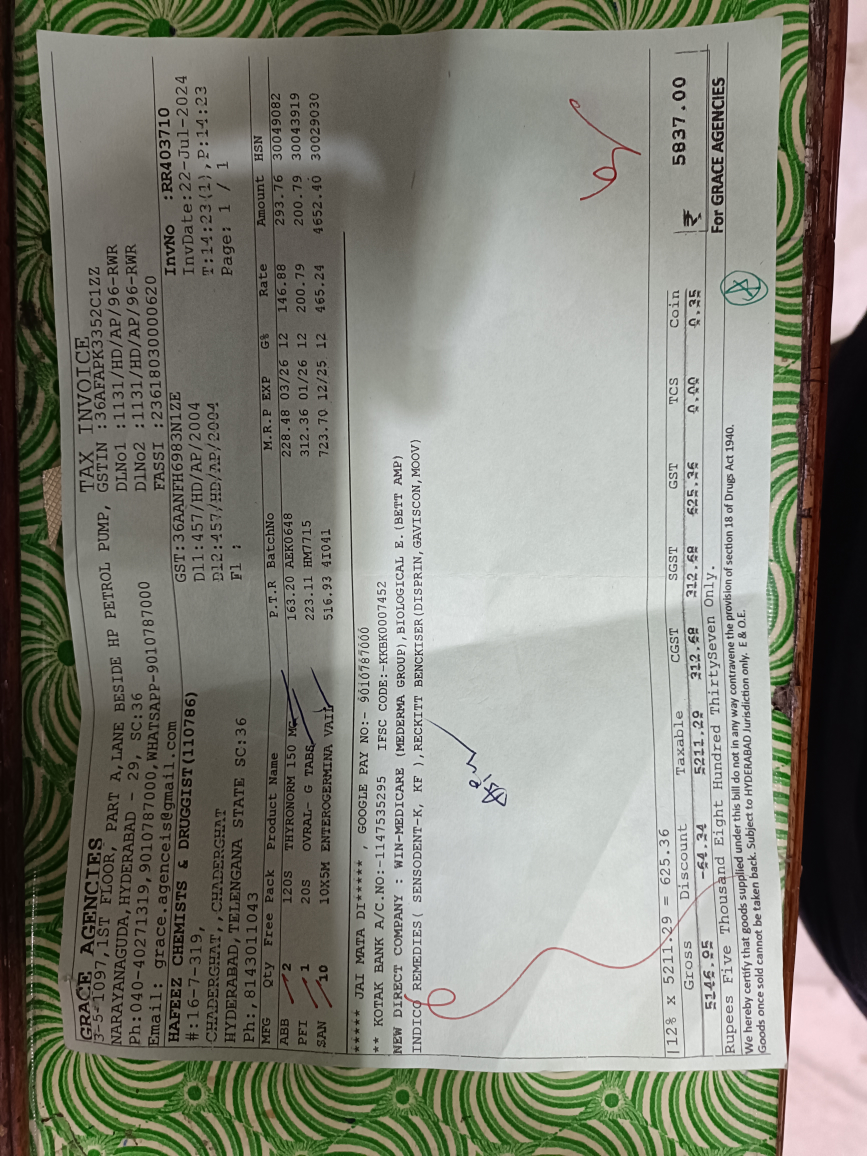 GRACE AGENCIES TAX INVOICE
3-5-1097,1ST FLOOR, PART A,LANE BESIDE HP PETROL PUMP, GSTIN :36AFAPK3352C1ZZ
NARAYANAGUDA,HYDERABAD - 29, SC:36 DLNo1 :1131/HD/AP/96-RWR
Ph:040-40271319,9010787000,WHATSAPP-9010787000 DlNo2 :1131/HD/AP/96-RWR
Email: grace.agenceis@gmail.com FASSI :23618030000620
HAFEEZ CHEMISTS & DRUGGIST(110786) GST:36AANFH6983N1ZE InvNo :RR403710
#:16-7-319, Dl1:457/HD/AP/2004 InvDate:22-Jul-2024
CHADERGHAT,,CHADERGHAT Dl2:457/HD/AP/2004 T:14:23(1),P:14:23
HYDERABAD,TELENGANA STATE SC:36 Fl : Page: 1 / 1
Ph:,8143011043
MFG Qty Free Pack Product Name P.T.R BatchNo M.R.P EXP G% Rate Amount HSN
ABB 2 120S THYRONORM 150 MG 163.20 AEK0648 228.48 03/26 12 146.88 293.76 30049082
PFI 1 20S OVRAL- G TABS 223.11 HM7715 312.36 01/26 12 200.79 200.79 30043919
SAN 10 10X5M ENTEROGERMINA VAIL 516.93 4I041 723.70 12/25 12 465.24 4652.40 30029030
***** JAI MATA DI***** , GOOGLE PAY NO:- 9010787000
** KOTAK BANK A/C.NO:-1147535295 IFSC CODE:-KKBK0007452
NEW DIRECT COMPANY : WIN-MEDICARE (MEDERMA GROUP),BIOLOGICAL E.(BETT AMP)
INDICO REMEDIES( SENSODENT-K, KF ),RECKITT BENCKISER(DISPRIN,GAVISCON,MOOV)
|12% x 5211.29 = 625.36
Gross Discount Taxable CGST SGST GST TCS Coin ₹ 5837.00
5146.95 -64.34 5211.29 312.68 312.68 625.36 0.00 0.35
Rupees Five Thousand Eight Hundred ThirtySeven Only. For GRACE AGENCIES
We hereby certify that goods supplied under this bill do not in any way contravene the provision of section 18 of Drugs Act 1940.
Goods once sold cannot be taken back. Subject to HYDERABAD Jurisdiction only. E & O.E.